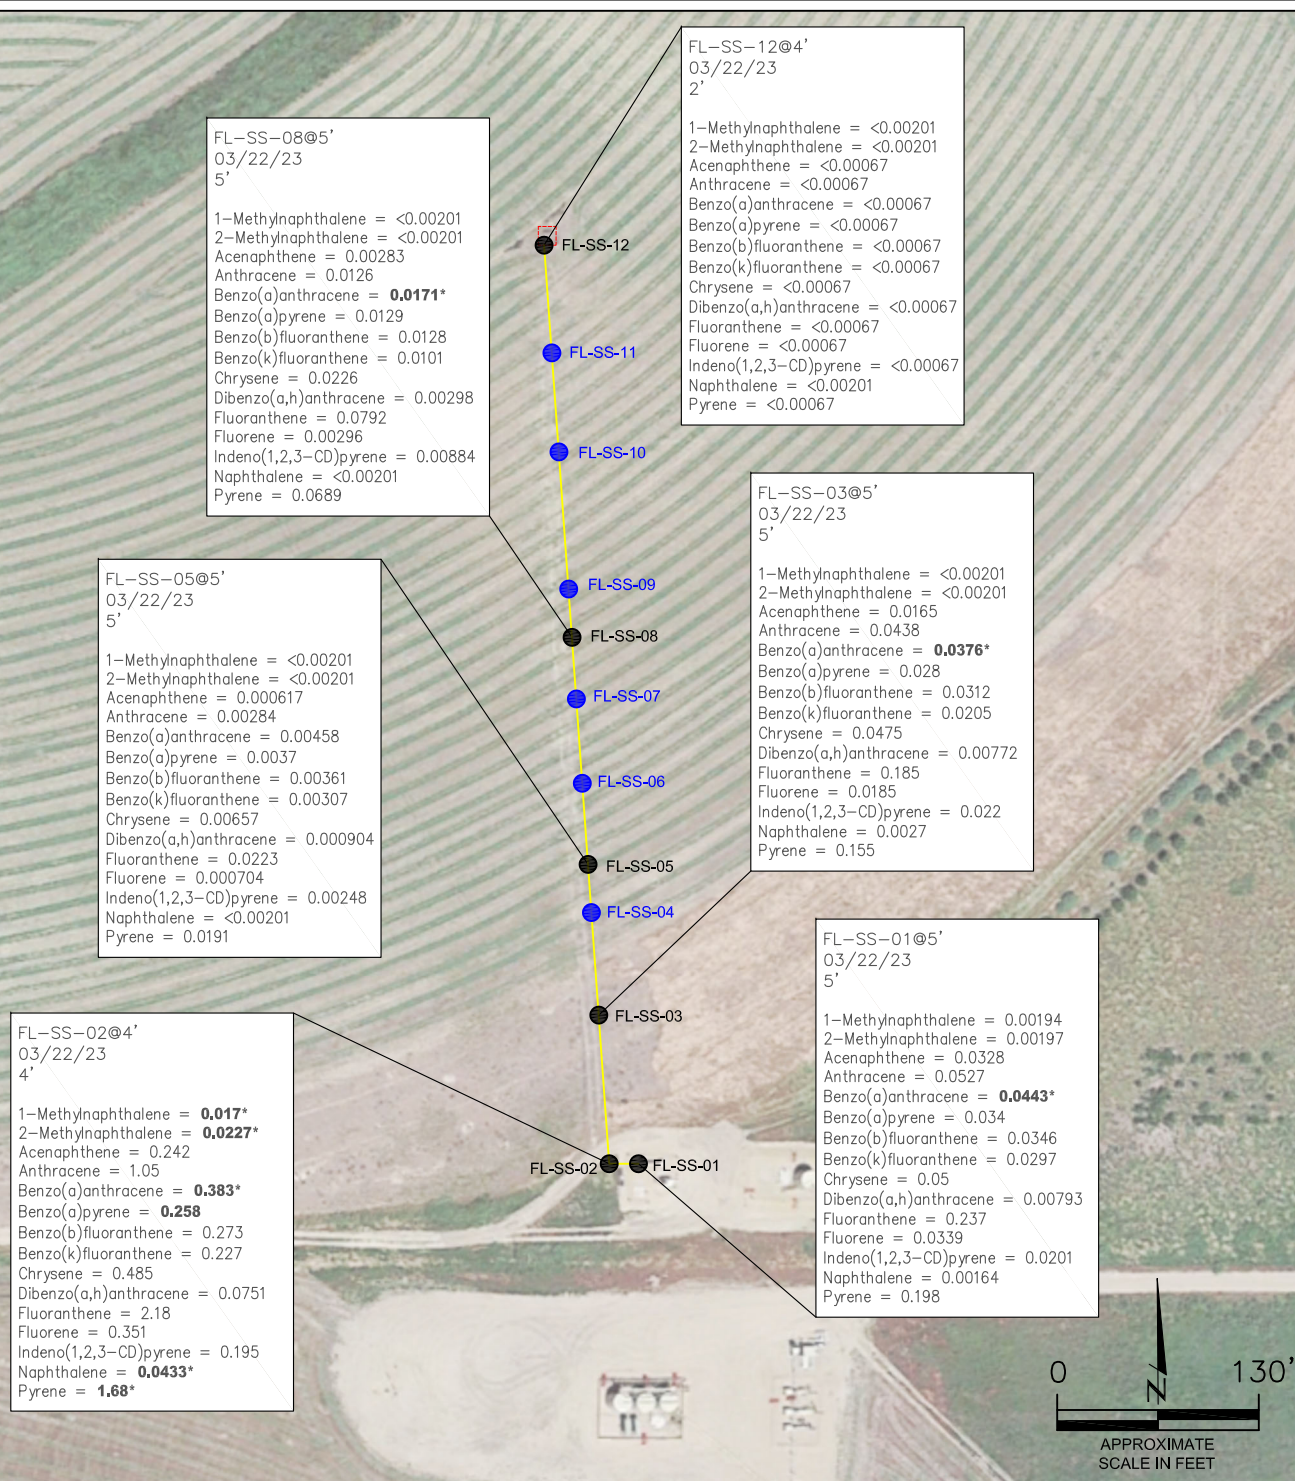 FL-SS-12@4'
03/22/23
2'
1-Methylnaphthalene = <0.00201
2-Methylnaphthalene = <0.00201
Acenaphthene = <0.00067
Anthracene = <0.00067
Benzo(a)anthracene = <0.00067
Benzo(a)pyrene = <0.00067
Benzo(b)fluoranthene = <0.00067
Benzo(k)fluoranthene = <0.00067
Chrysene = <0.00067
Dibenzo(a,h)anthracene = <0.00067
Fluoranthene = <0.00067
Fluorene = <0.00067
Indeno(1,2,3-CD)pyrene = <0.00067
Naphthalene = <0.00201
Pyrene = <0.00067
FL-SS-08@5'
03/22/23
5'
1-Methylnaphthalene = <0.00201
2-Methylnaphthalene = <0.00201
Acenaphthene = 0.00283
Anthracene = 0.0126
Benzo(a)anthracene = 0.0171*
Benzo(a)pyrene = 0.0129
Benzo(b)fluoranthene = 0.0128
Benzo(k)fluoranthene = 0.0101
Chrysene = 0.0226
Dibenzo(a,h)anthracene = 0.00298
Fluoranthene = 0.0792
Fluorene = 0.00296
Indeno(1,2,3-CD)pyrene = 0.00884
Naphthalene = <0.00201
Pyrene = 0.0689
FL-SS-12
FL-SS-11
FL-SS-10
FL-SS-09
FL-SS-08
FL-SS-07
FL-SS-06
FL-SS-05
FL-SS-04
FL-SS-03
FL-SS-02
FL-SS-01
FL-SS-03@5'
03/22/23
5'
1-Methylnaphthalene = <0.00201
2-Methylnaphthalene = <0.00201
Acenaphthene = 0.0165
Anthracene = 0.0438
Benzo(a)anthracene = 0.0376*
Benzo(a)pyrene = 0.028
Benzo(b)fluoranthene = 0.0312
Benzo(k)fluoranthene = 0.0205
Chrysene = 0.0475
Dibenzo(a,h)anthracene = 0.00772
Fluoranthene = 0.185
Fluorene = 0.0185
Indeno(1,2,3-CD)pyrene = 0.022
Naphthalene = 0.0027
Pyrene = 0.155
FL-SS-05@5'
03/22/23
5'
1-Methylnaphthalene = <0.00201
2-Methylnaphthalene = <0.00201
Acenaphthene = 0.000617
Anthracene = 0.00284
Benzo(a)anthracene = 0.00458
Benzo(a)pyrene = 0.0037
Benzo(b)fluoranthene = 0.00361
Benzo(k)fluoranthene = 0.00307
Chrysene = 0.00657
Dibenzo(a,h)anthracene = 0.000904
Fluoranthene = 0.0223
Fluorene = 0.000704
Indeno(1,2,3-CD)pyrene = 0.00248
Naphthalene = <0.00201
Pyrene = 0.0191
FL-SS-01@5'
03/22/23
5'
1-Methylnaphthalene = 0.00194
2-Methylnaphthalene = 0.00197
Acenaphthene = 0.0328
Anthracene = 0.0527
Benzo(a)anthracene = 0.0443*
Benzo(a)pyrene = 0.034
Benzo(b)fluoranthene = 0.0346
Benzo(k)fluoranthene = 0.0297
Chrysene = 0.05
Dibenzo(a,h)anthracene = 0.00793
Fluoranthene = 0.237
Fluorene = 0.0339
Indeno(1,2,3-CD)pyrene = 0.0201
Naphthalene = 0.00164
Pyrene = 0.198
FL-SS-02@4'
03/22/23
4'
1-Methylnaphthalene = 0.017*
2-Methylnaphthalene = 0.0227*
Acenaphthene = 0.242
Anthracene = 1.05
Benzo(a)anthracene = 0.383*
Benzo(a)pyrene = 0.258
Benzo(b)fluoranthene = 0.273
Benzo(k)fluoranthene = 0.227
Chrysene = 0.485
Dibenzo(a,h)anthracene = 0.0751
Fluoranthene = 2.18
Fluorene = 0.351
Indeno(1,2,3-CD)pyrene = 0.195
Naphthalene = 0.0433*
Pyrene = 1.68*
0 N 130'
APPROXIMATE
SCALE IN FEET